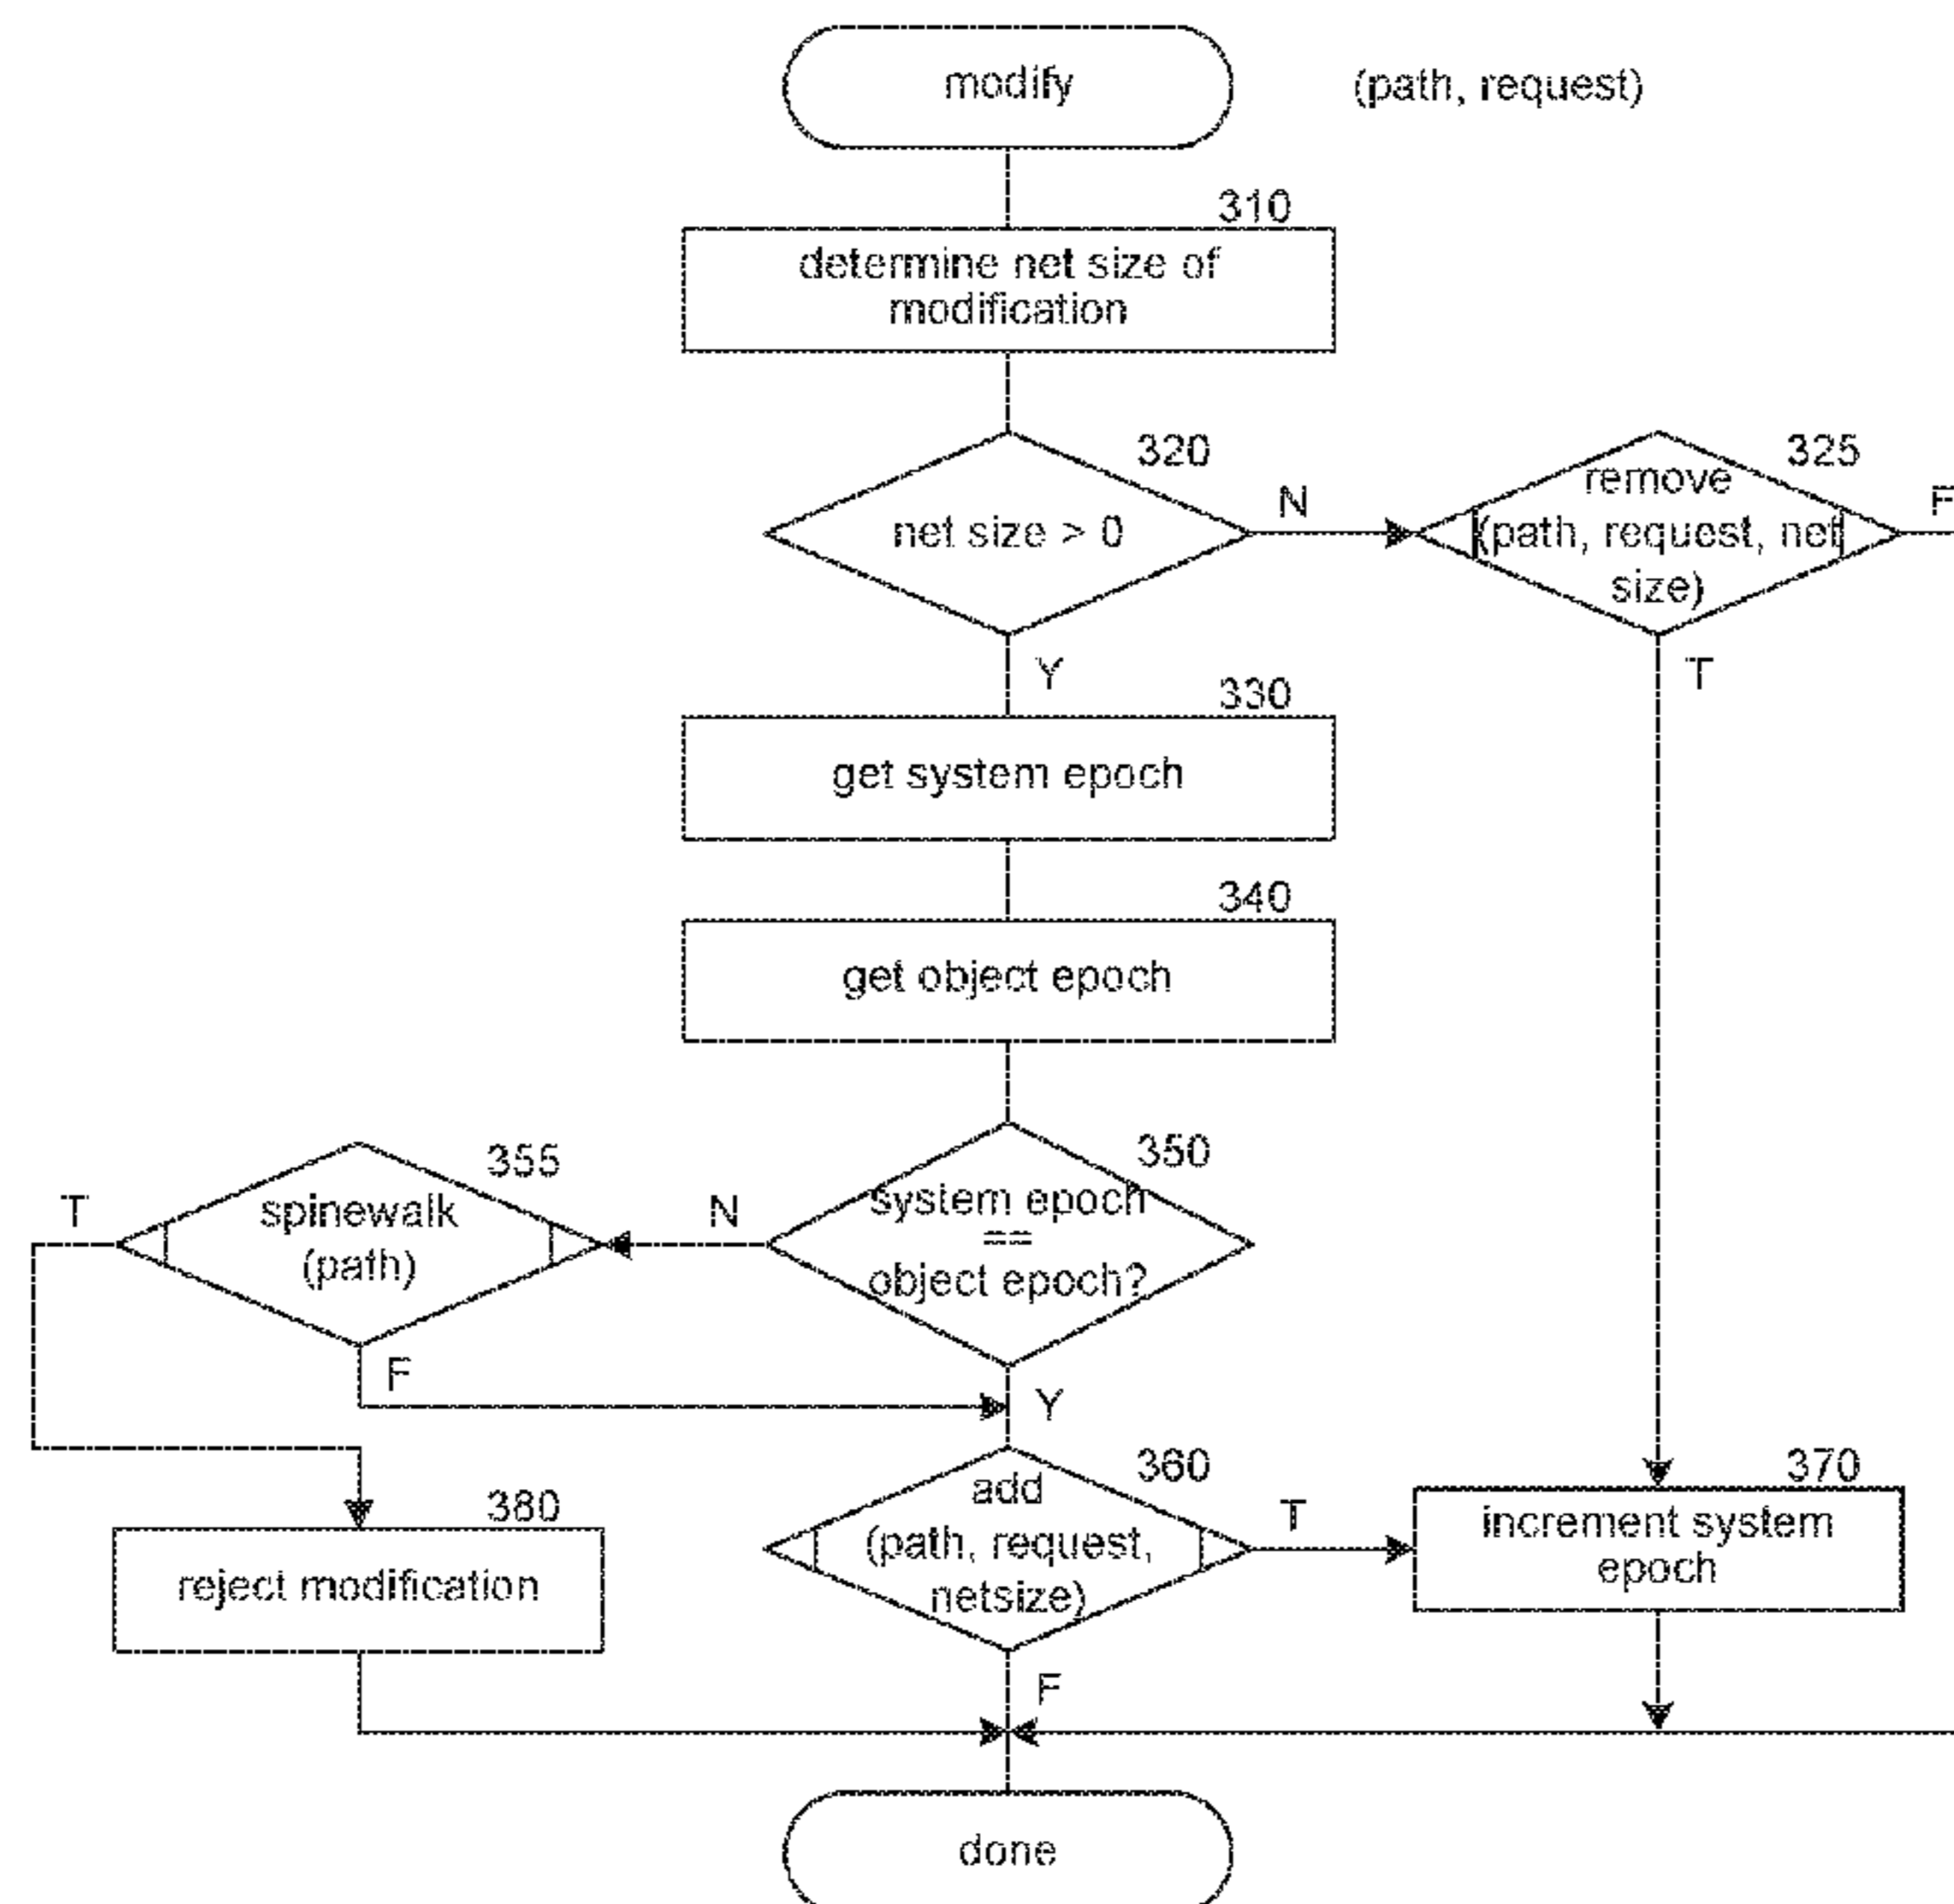 modify
(path, request)
310
determine net size of
modification
320
net size > 0
N
325
remove
(path, request, net
size)
F
Y
T
330
get system epoch
340
get object epoch
350
system epoch
==
object epoch?
N
355
spinewalk
(path)
T
F
Y
360
add
(path, request,
netsize)
T
370
increment system
epoch
380
reject modification
F
done